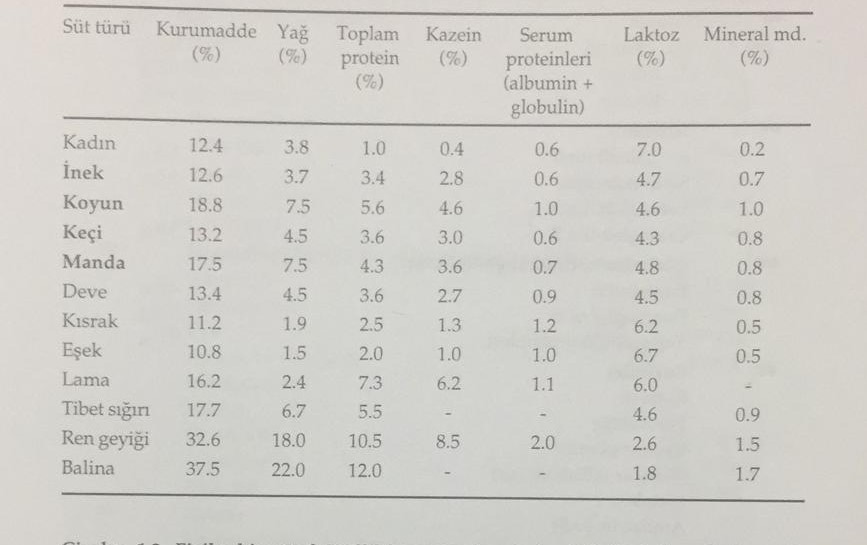 Süt türü Kurumadde Yağ Toplam Kazein Serum Laktoz Mineral md.
(%) (%) protein (%) proteinleri (%) (%)
(%) (albumin +
globulin)
Kadın 12.4 3.8 1.0 0.4 0.6 7.0 0.2
İnek 12.6 3.7 3.4 2.8 0.6 4.7 0.7
Koyun 18.8 7.5 5.6 4.6 1.0 4.6 1.0
Keçi 13.2 4.5 3.6 3.0 0.6 4.3 0.8
Manda 17.5 7.5 4.3 3.6 0.7 4.8 0.8
Deve 13.4 4.5 3.6 2.7 0.9 4.5 0.8
Kısrak 11.2 1.9 2.5 1.3 1.2 6.2 0.5
Eşek 10.8 1.5 2.0 1.0 1.0 6.7 0.5
Lama 16.2 2.4 7.3 6.2 1.1 6.0 -
Tibet sığırı 17.7 6.7 5.5 - - 4.6 0.9
Ren geyiği 32.6 18.0 10.5 8.5 2.0 2.6 1.5
Balina 37.5 22.0 12.0 - - 1.8 1.7